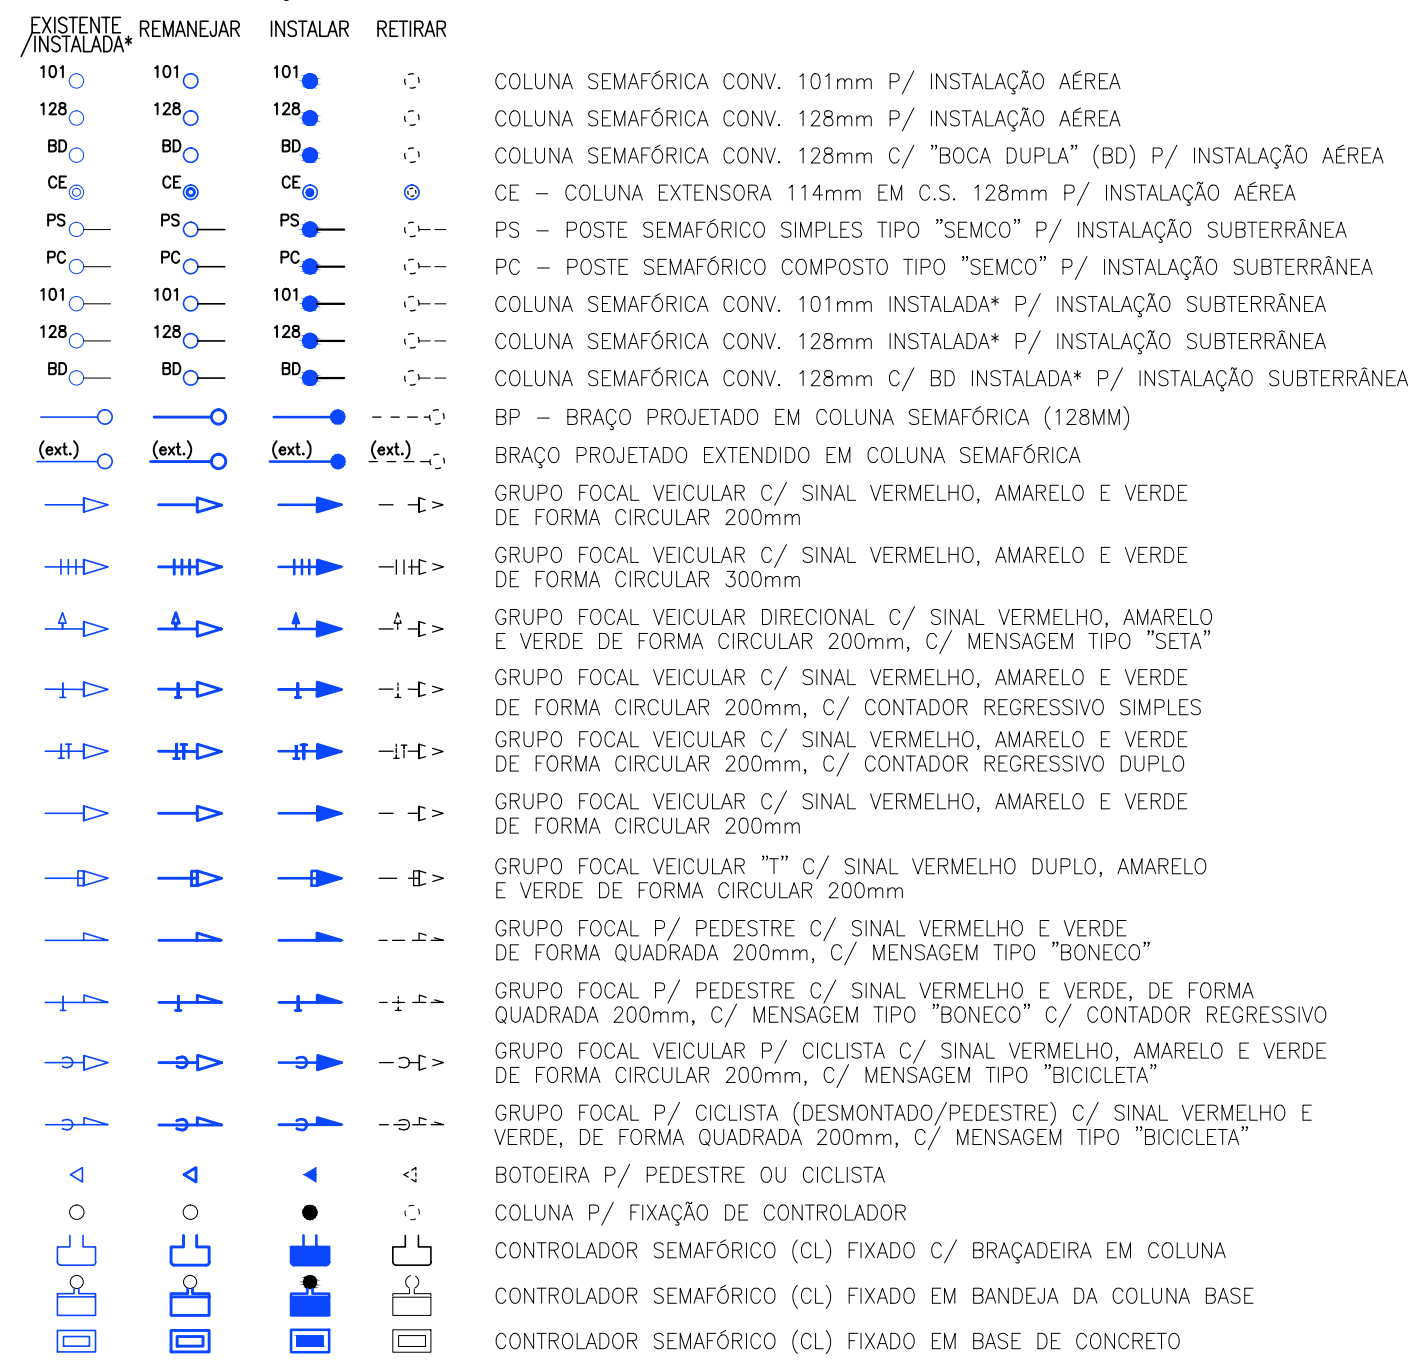 EXISTENTE
/INSTALADA* REMANEJAR INSTALAR RETIRAR
101 101 101 COLUNA SEMAFÓRICA CONV. 101mm P/ INSTALAÇÃO AÉREA
128 128 128 COLUNA SEMAFÓRICA CONV. 128mm P/ INSTALAÇÃO AÉREA
BD BD BD COLUNA SEMAFÓRICA CONV. 128mm C/ "BOCA DUPLA" (BD) P/ INSTALAÇÃO AÉREA
CE CE CE CE – COLUNA EXTENSORA 114mm EM C.S. 128mm P/ INSTALAÇÃO AÉREA
PS PS PS PS – POSTE SEMAFÓRICO SIMPLES TIPO "SEMCO" P/ INSTALAÇÃO SUBTERRÂNEA
PC PC PC PC – POSTE SEMAFÓRICO COMPOSTO TIPO "SEMCO" P/ INSTALAÇÃO SUBTERRÂNEA
101 101 101 COLUNA SEMAFÓRICA CONV. 101mm INSTALADA* P/ INSTALAÇÃO SUBTERRÂNEA
128 128 128 COLUNA SEMAFÓRICA CONV. 128mm INSTALADA* P/ INSTALAÇÃO SUBTERRÂNEA
BD BD BD COLUNA SEMAFÓRICA CONV. 128mm C/ BD INSTALADA* P/ INSTALAÇÃO SUBTERRÂNEA
BP – BRAÇO PROJETADO EM COLUNA SEMAFÓRICA (128MM)
(ext.) (ext.) (ext.) (ext.) BRAÇO PROJETADO EXTENDIDO EM COLUNA SEMAFÓRICA
GRUPO FOCAL VEICULAR C/ SINAL VERMELHO, AMARELO E VERDE
DE FORMA CIRCULAR 200mm
GRUPO FOCAL VEICULAR C/ SINAL VERMELHO, AMARELO E VERDE
DE FORMA CIRCULAR 300mm
GRUPO FOCAL VEICULAR DIRECIONAL C/ SINAL VERMELHO, AMARELO
E VERDE DE FORMA CIRCULAR 200mm, C/ MENSAGEM TIPO "SETA"
GRUPO FOCAL VEICULAR C/ SINAL VERMELHO, AMARELO E VERDE
DE FORMA CIRCULAR 200mm, C/ CONTADOR REGRESSIVO SIMPLES
GRUPO FOCAL VEICULAR C/ SINAL VERMELHO, AMARELO E VERDE
DE FORMA CIRCULAR 200mm, C/ CONTADOR REGRESSIVO DUPLO
GRUPO FOCAL VEICULAR C/ SINAL VERMELHO, AMARELO E VERDE
DE FORMA CIRCULAR 200mm
GRUPO FOCAL VEICULAR "T" C/ SINAL VERMELHO DUPLO, AMARELO
E VERDE DE FORMA CIRCULAR 200mm
GRUPO FOCAL P/ PEDESTRE C/ SINAL VERMELHO E VERDE
DE FORMA QUADRADA 200mm, C/ MENSAGEM TIPO "BONECO"
GRUPO FOCAL P/ PEDESTRE C/ SINAL VERMELHO E VERDE, DE FORMA
QUADRADA 200mm, C/ MENSAGEM TIPO "BONECO" C/ CONTADOR REGRESSIVO
GRUPO FOCAL VEICULAR P/ CICLISTA C/ SINAL VERMELHO, AMARELO E VERDE
DE FORMA CIRCULAR 200mm, C/ MENSAGEM TIPO "BICICLETA"
GRUPO FOCAL P/ CICLISTA (DESMONTADO/PEDESTRE) C/ SINAL VERMELHO E
VERDE, DE FORMA QUADRADA 200mm, C/ MENSAGEM TIPO "BICICLETA"
BOTOEIRA P/ PEDESTRE OU CICLISTA
COLUNA P/ FIXAÇÃO DE CONTROLADOR
CONTROLADOR SEMAFÓRICO (CL) FIXADO C/ BRAÇADEIRA EM COLUNA
CONTROLADOR SEMAFÓRICO (CL) FIXADO EM BANDEJA DA COLUNA BASE
CONTROLADOR SEMAFÓRICO (CL) FIXADO EM BASE DE CONCRETO